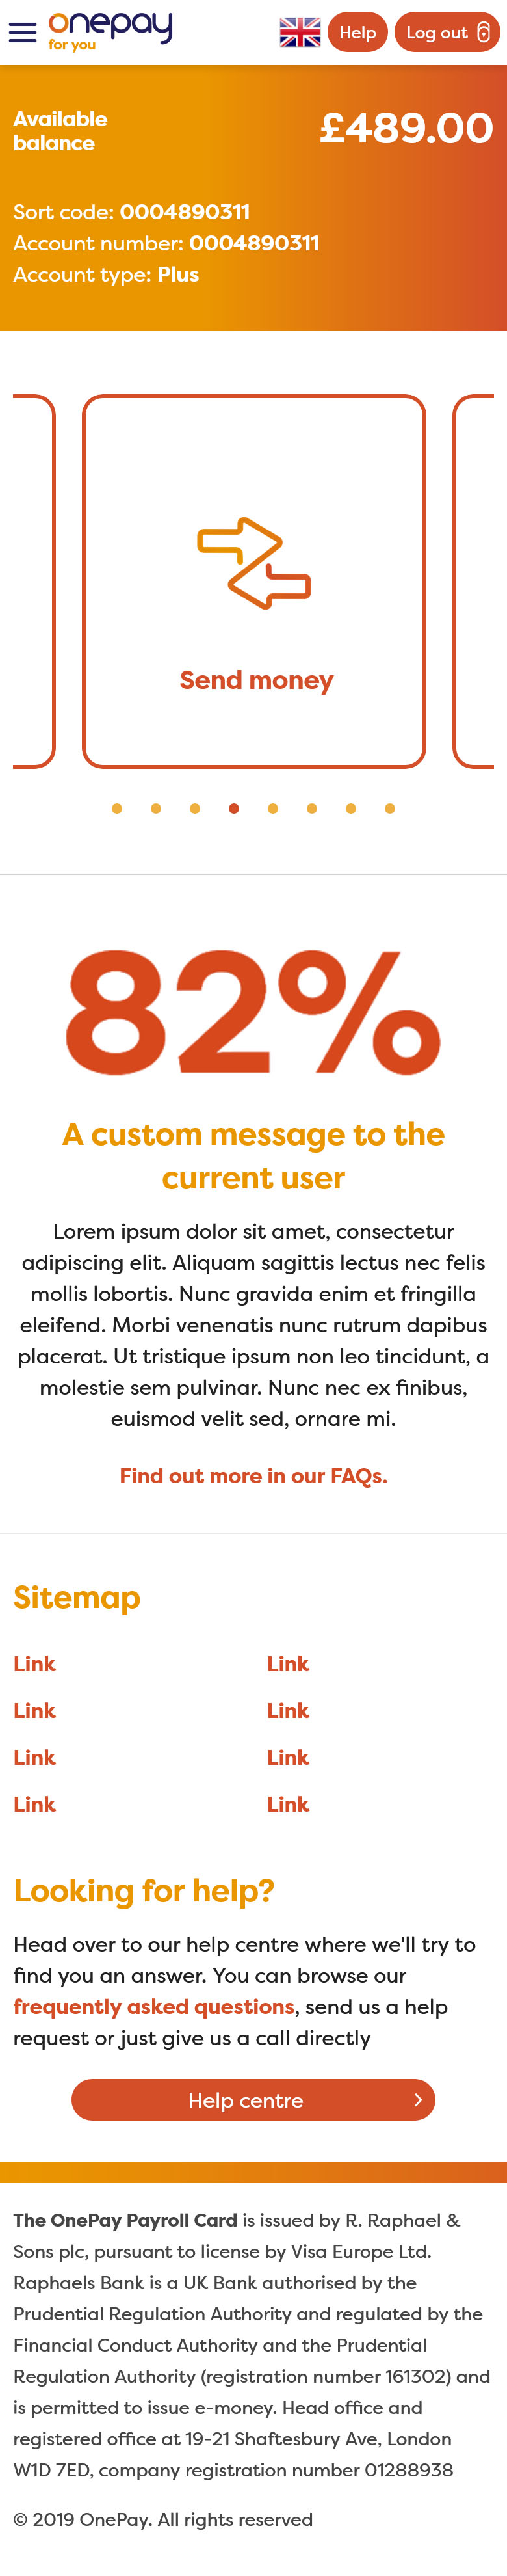 onepay
for you
Help
Log out
Available
balance
£489.00
Sort code: 0004890311
Account number: 0004890311
Account type: Plus
Send money
82%
A custom message to the
current user
Lorem ipsum dolor sit amet, consectetur
adipiscing elit. Aliquam sagittis lectus nec felis
mollis lobortis. Nunc gravida enim et fringilla
eleifend. Morbi venenatis nunc rutrum dapibus
placerat. Ut tristique ipsum non leo tincidunt, a
molestie sem pulvinar. Nunc nec ex finibus,
euismod velit sed, ornare mi.
Find out more in our FAQs.
Sitemap
Link Link
Link Link
Link Link
Link Link
Looking for help?
Head over to our help centre where we'll try to
find you an answer. You can browse our
frequently asked questions, send us a help
request or just give us a call directly
Help centre
The OnePay Payroll Card is issued by R. Raphael &
Sons plc, pursuant to license by Visa Europe Ltd.
Raphaels Bank is a UK Bank authorised by the
Prudential Regulation Authority and regulated by the
Financial Conduct Authority and the Prudential
Regulation Authority (registration number 161302) and
is permitted to issue e-money. Head office and
registered office at 19-21 Shaftesbury Ave, London
W1D 7ED, company registration number 01288938
© 2019 OnePay. All rights reserved